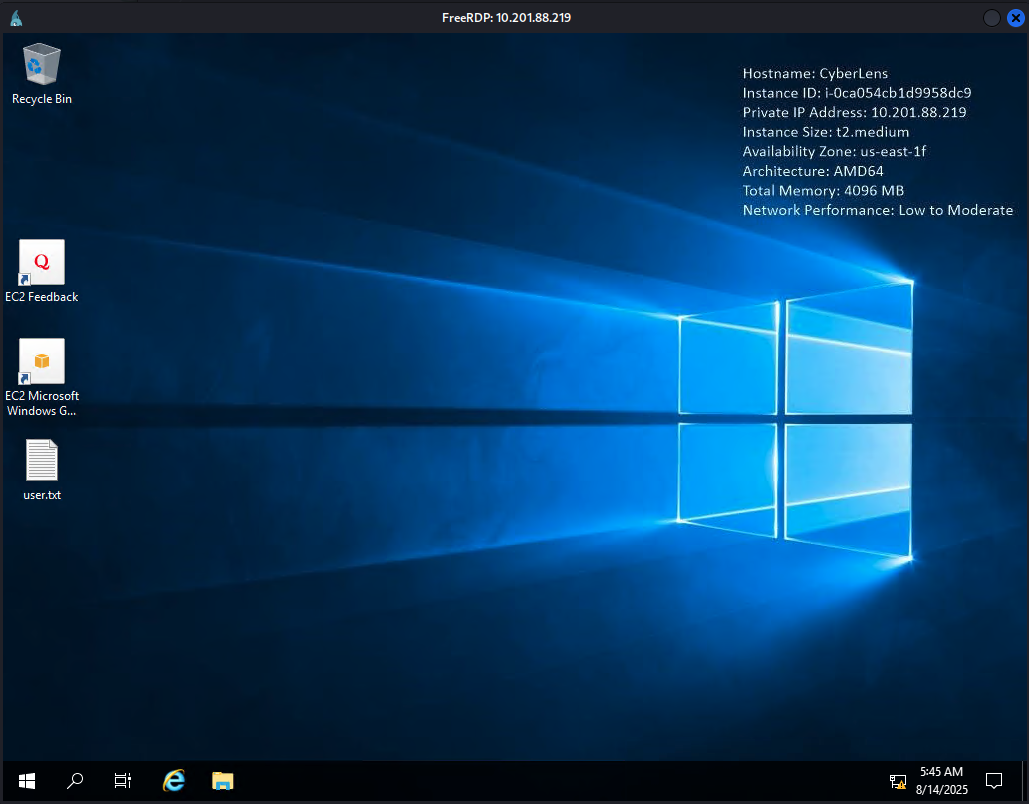 FreeRDP: 10.201.88.219
Recycle Bin
Hostname: CyberLens
Instance ID: i-0ca054cb1d9958dc9
Private IP Address: 10.201.88.219
Instance Size: t2.medium
Availability Zone: us-east-1f
Architecture: AMD64
Total Memory: 4096 MB
Network Performance: Low to Moderate
Q
EC2 Feedback
EC2 Microsoft
Windows G...
user.txt
5:45 AM
8/14/2025